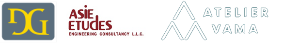 DG
ASIE
ETUDES
ENGINEERING CONSULTANCY L.L.C.
ATELIER
VAMA